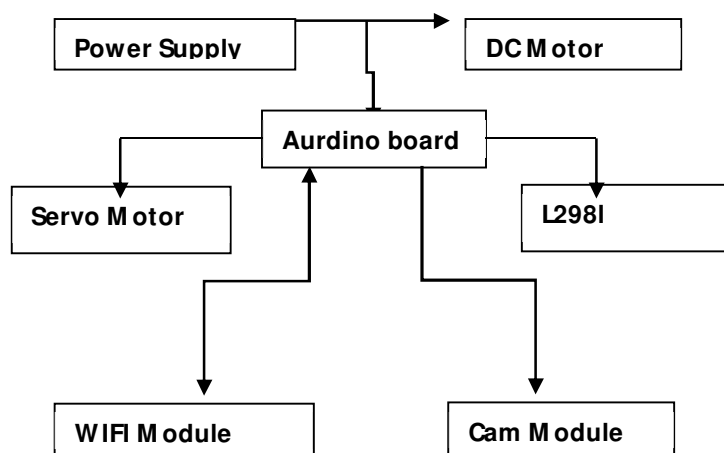 Power Supply
DC Motor
Aurdino board
Servo Motor
L298I
WIFI Module
Cam Module